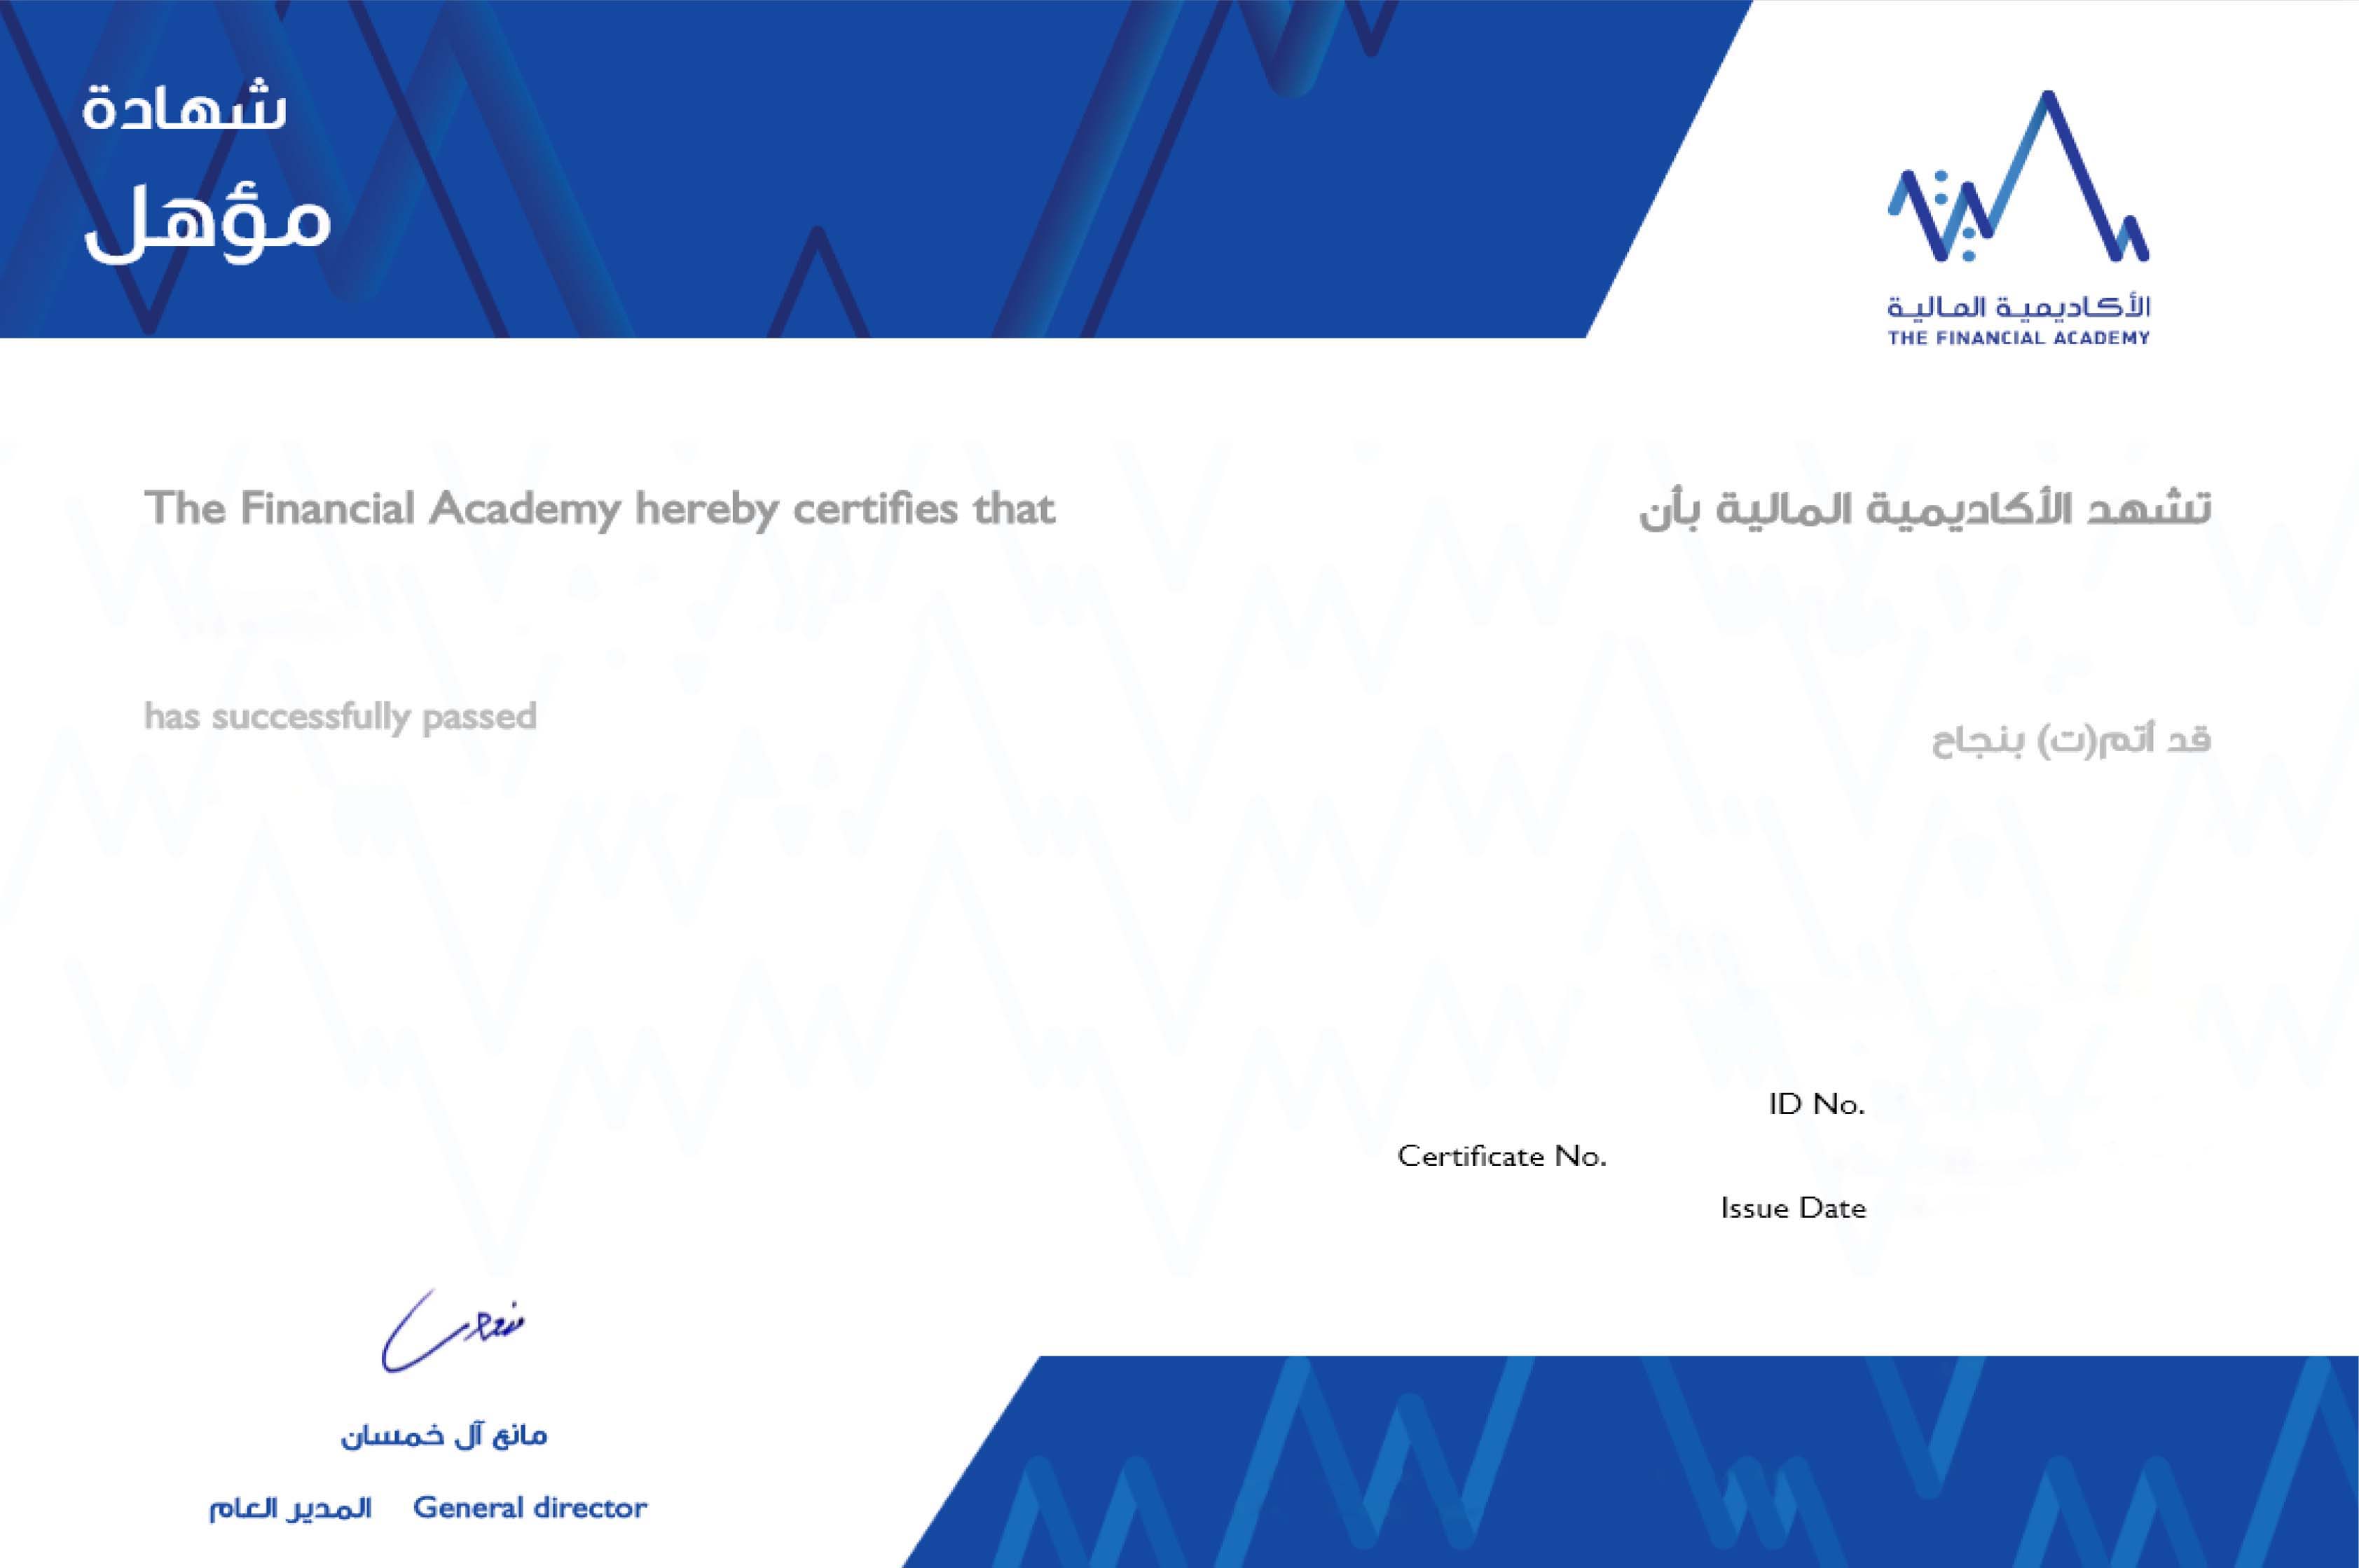 شهادة
مؤهل
الأكاديمية المالية
THE FINANCIAL ACADEMY
The Financial Academy hereby certifies that
تشهد الأكاديمية المالية بأن
has successfully passed
قد أتم(ت) بنجاح
ID No.
Certificate No.
Issue Date
مانع آل خمسان
المدير العام General director